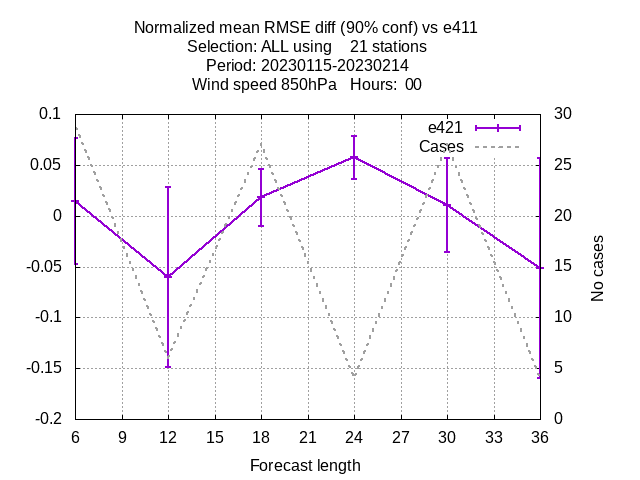 Normalized mean RMSE diff (90% conf) vs e411
Selection: ALL using    21 stations
Period: 20230115-20230214
Wind speed 850hPa   Hours:  00
0.1
0.05
0
-0.05
-0.1
-0.15
-0.2
30
25
20
15
10
5
0
e421
Cases
No cases
6 9 12 15 18 21 24 27 30 33 36
Forecast length